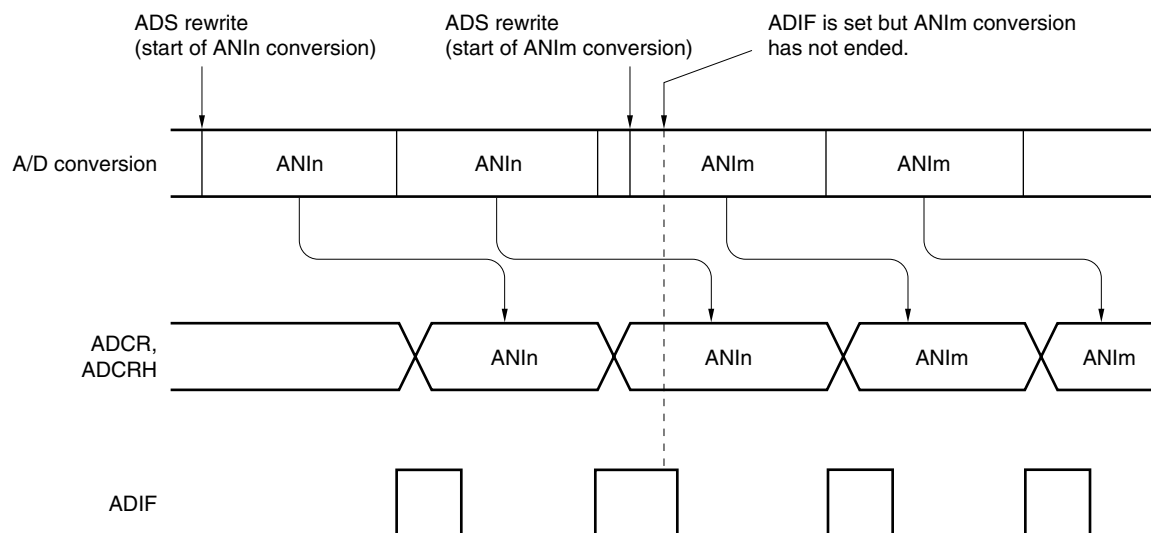 ADS rewrite
(start of ANIn conversion)
ADS rewrite
(start of ANIm conversion)
ADIF is set but ANIm conversion
has not ended.
A/D conversion
ANIn
ANIn
ANIm
ANIm
ADCR,
ADCRH
ANIn
ANIn
ANIm
ANIm
ADIF